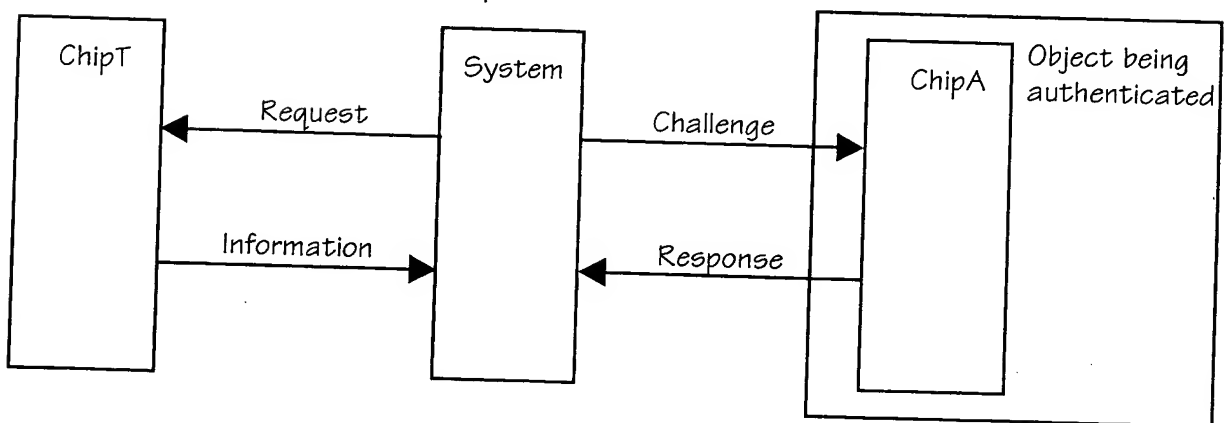 ChipT
System
ChipA
Object being
authenticated
Request
Challenge
Information
Response